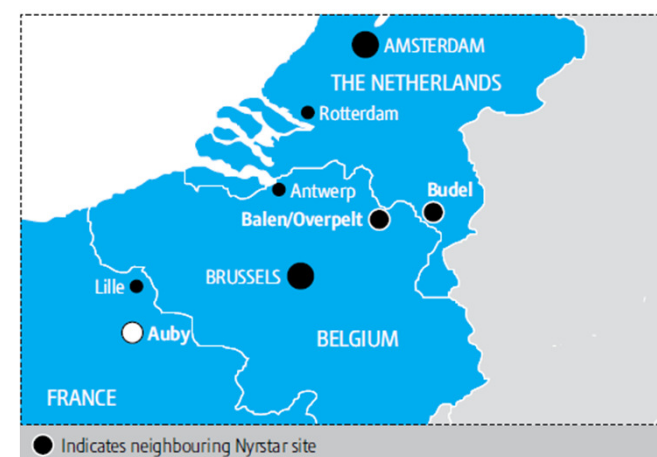 AMSTERDAM
THE NETHERLANDS
Rotterdam
Antwerp
Budel
Balen/Overpelt
BRUSSELS
Lille
Auby
BELGIUM
FRANCE
Indicates neighbouring Nyrstar site